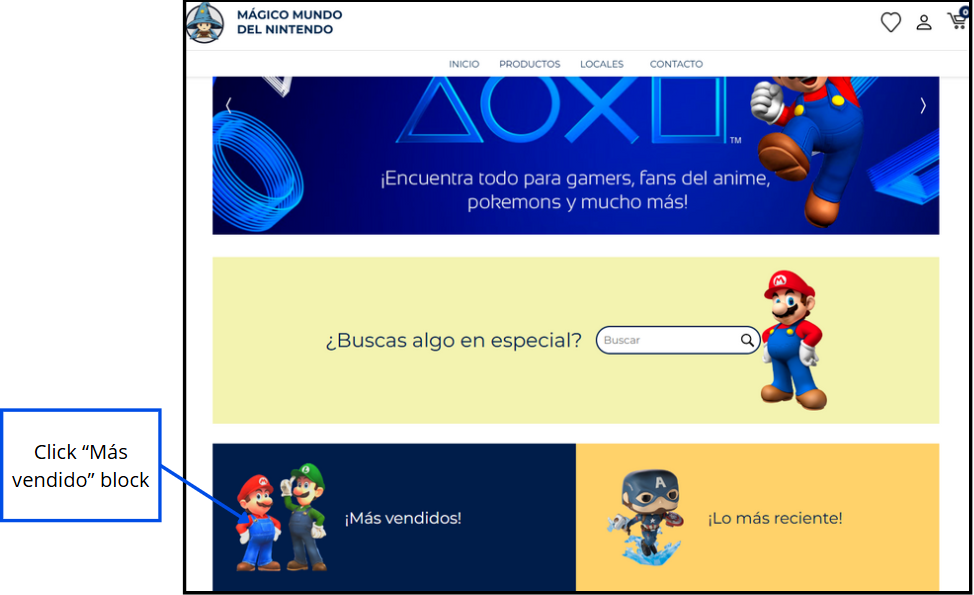 MÁGICO MUNDO
DEL NINTENDO
0
INICIO PRODUCTOS LOCALES CONTACTO
TM
¡Encuentra todo para gamers, fans del anime,
pokemons y mucho más!
M
¿Buscas algo en especial?
Buscar
Click “Más
vendido” block
L
¡Más vendidos!
A
¡Lo más reciente!